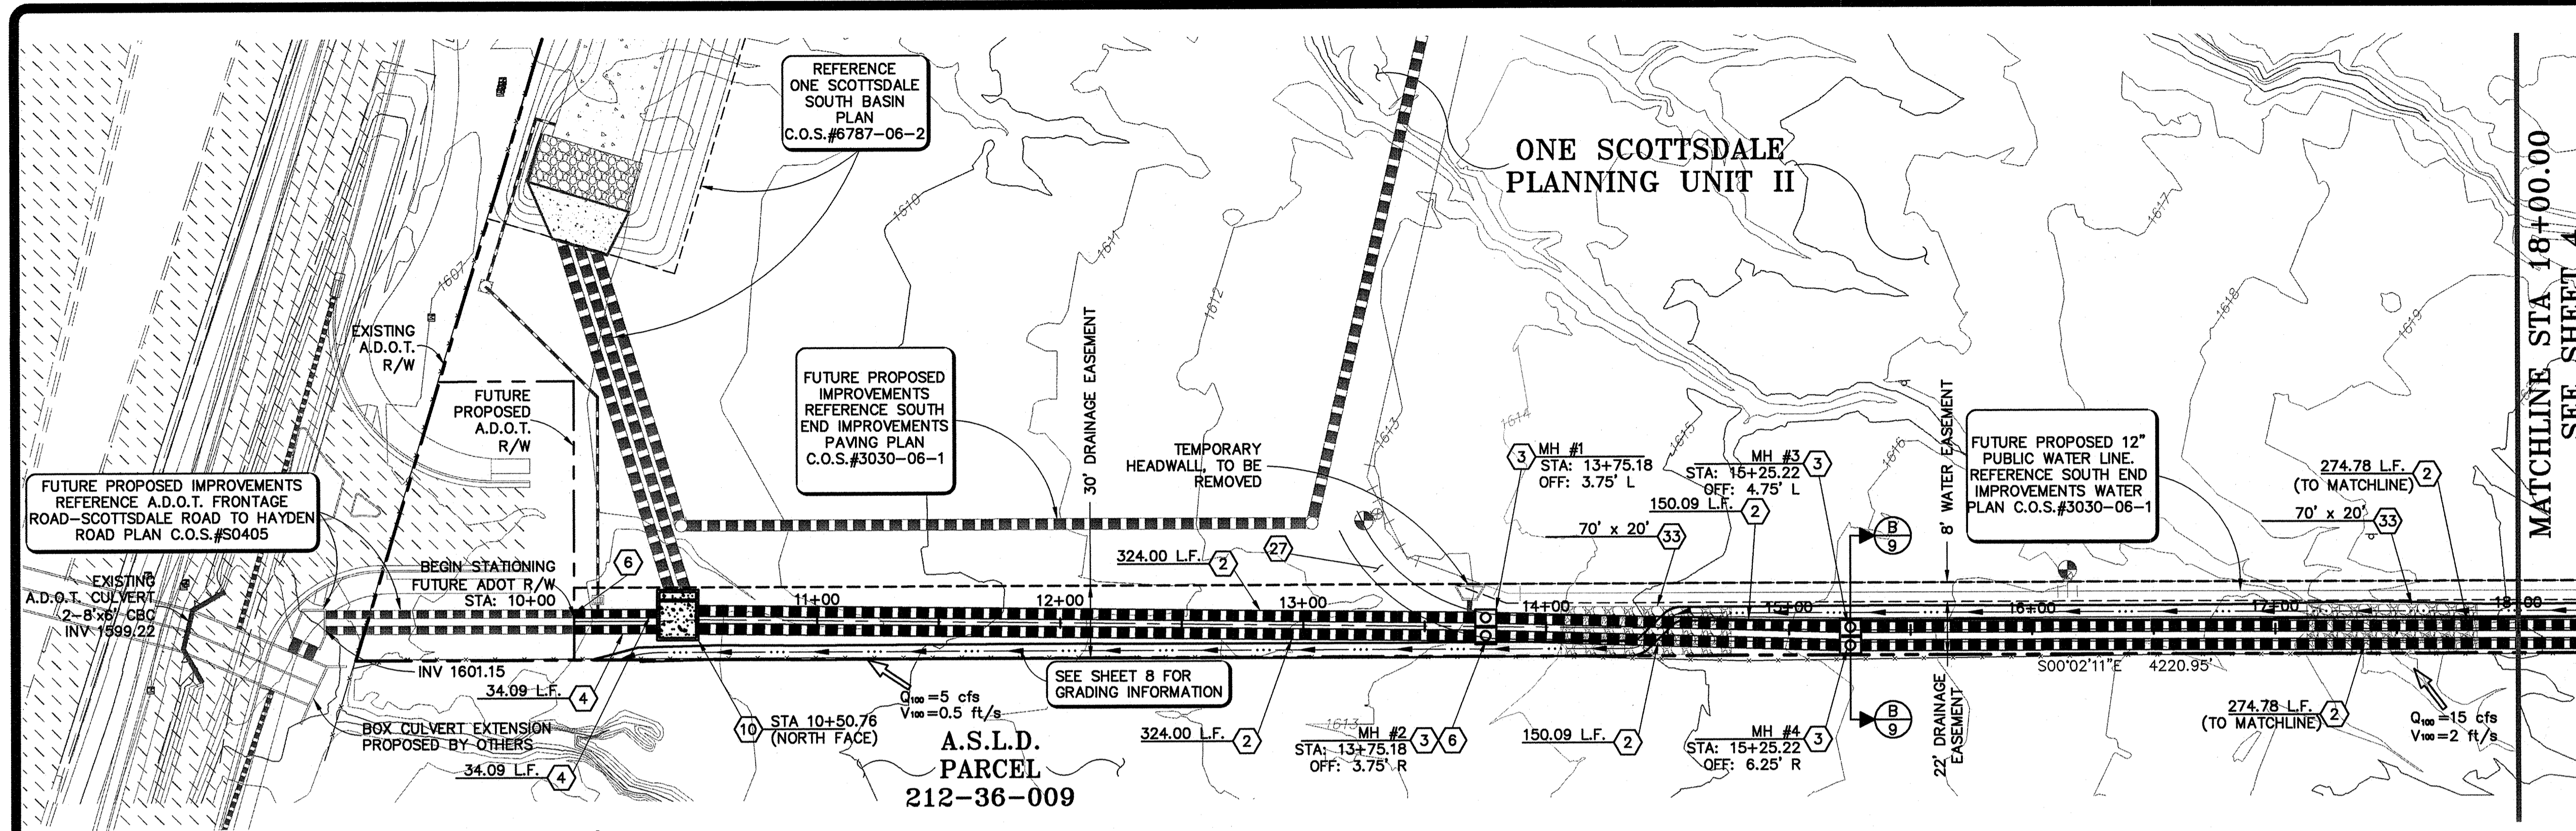 REFERENCE
ONE SCOTTSDALE
SOUTH BASIN
PLAN
C.O.S.#6787-06-2
ONE SCOTTSDALE
PLANNING UNIT II
1607
1610
1611
1612
1613
1614
1615
1616
1617
1618
1619
EXISTING
A.D.O.T.
R/W
FUTURE
PROPOSED
A.D.O.T.
R/W
FUTURE PROPOSED
IMPROVEMENTS
REFERENCE SOUTH
END IMPROVEMENTS
PAVING PLAN
C.O.S.#3030-06-1
30' DRAINAGE EASEMENT
TEMPORARY
HEADWALL, TO BE
REMOVED
3
MH #1
STA: 13+75.18
OFF: 3.75' L
MH #3
3
STA: 15+25.22
OFF: 4.75' L
150.09 L.F.
2
70' x 20'
33
8' WATER EASEMENT
FUTURE PROPOSED 12"
PUBLIC WATER LINE.
REFERENCE SOUTH END
IMPROVEMENTS WATER
PLAN C.O.S.#3030-06-1
274.78 L.F.
2
(TO MATCHLINE)
70' x 20'
33
MATCHLINE STA 18+00.00
SEE SHEET 4
FUTURE PROPOSED IMPROVEMENTS
REFERENCE A.D.O.T. FRONTAGE
ROAD-SCOTTSDALE ROAD TO HAYDEN
ROAD PLAN C.O.S.#S0405
EXISTING
A.D.O.T. CULVERT
2-8'x6' CBC
INV 1599.22
BEGIN STATIONING
FUTURE ADOT R/W
STA: 10+00
6
324.00 L.F.
2
27
B
9
11+00
12+00
13+00
14+00
15+00
16+00
17+00
18+00
INV 1601.15
34.09 L.F.
4
BOX CULVERT EXTENSION
PROPOSED BY OTHERS
34.09 L.F.
4
10
STA 10+50.76
(NORTH FACE)
Q100=5 cfs
V100=0.5 ft/s
SEE SHEET 8 FOR
GRADING INFORMATION
A.S.L.D.
PARCEL
212-36-009
324.00 L.F.
2
1613
MH #2
3
6
STA: 13+75.18
OFF: 3.75' R
150.09 L.F.
2
MH #4
3
STA: 15+25.22
OFF: 6.25' R
B
9
22' DRAINAGE
EASEMENT
S00°02'11"E 4220.95'
274.78 L.F.
2
(TO MATCHLINE)
Q100=15 cfs
V100=2 ft/s